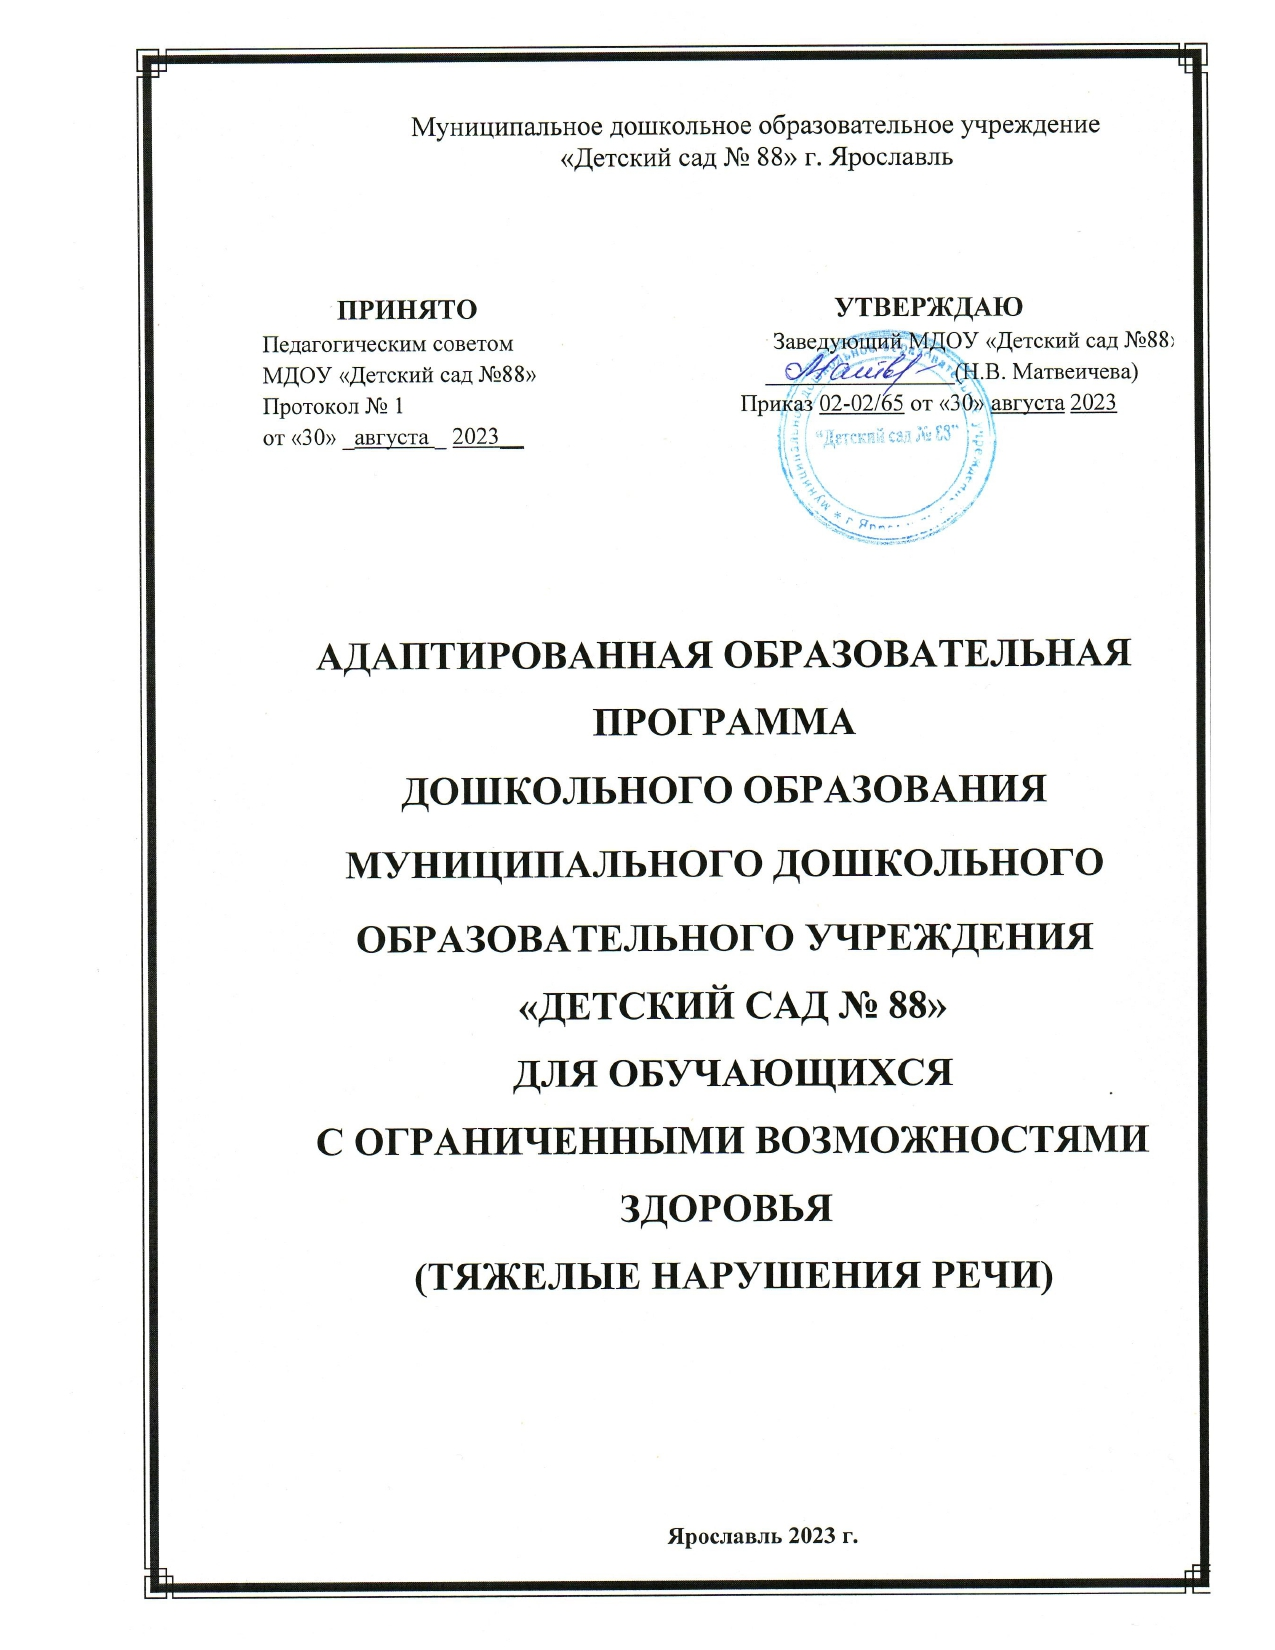 Муниципальное дошкольное образовательное учреждение
«Детский сад № 88» г. Ярославль
ПРИНЯТО
Педагогическим советом
МДОУ «Детский сад №88»
Протокол № 1
от «30» _августа_ 2023__
УТВЕРЖДАЮ
Заведующий МДОУ «Детский сад №88»
(Н.В. Матвеичева)
Приказ 02-02/65 от «30» августа 2023
"Детский сад № 88"
АДАПТИРОВАННАЯ ОБРАЗОВАТЕЛЬНАЯ
ПРОГРАММА
ДОШКОЛЬНОГО ОБРАЗОВАНИЯ
МУНИЦИПАЛЬНОГО ДОШКОЛЬНОГО
ОБРАЗОВАТЕЛЬНОГО УЧРЕЖДЕНИЯ
«ДЕТСКИЙ САД № 88»
ДЛЯ ОБУЧАЮЩИХСЯ
С ОГРАНИЧЕННЫМИ ВОЗМОЖНОСТЯМИ
ЗДОРОВЬЯ
(ТЯЖЕЛЫЕ НАРУШЕНИЯ РЕЧИ)
Ярославль 2023 г.